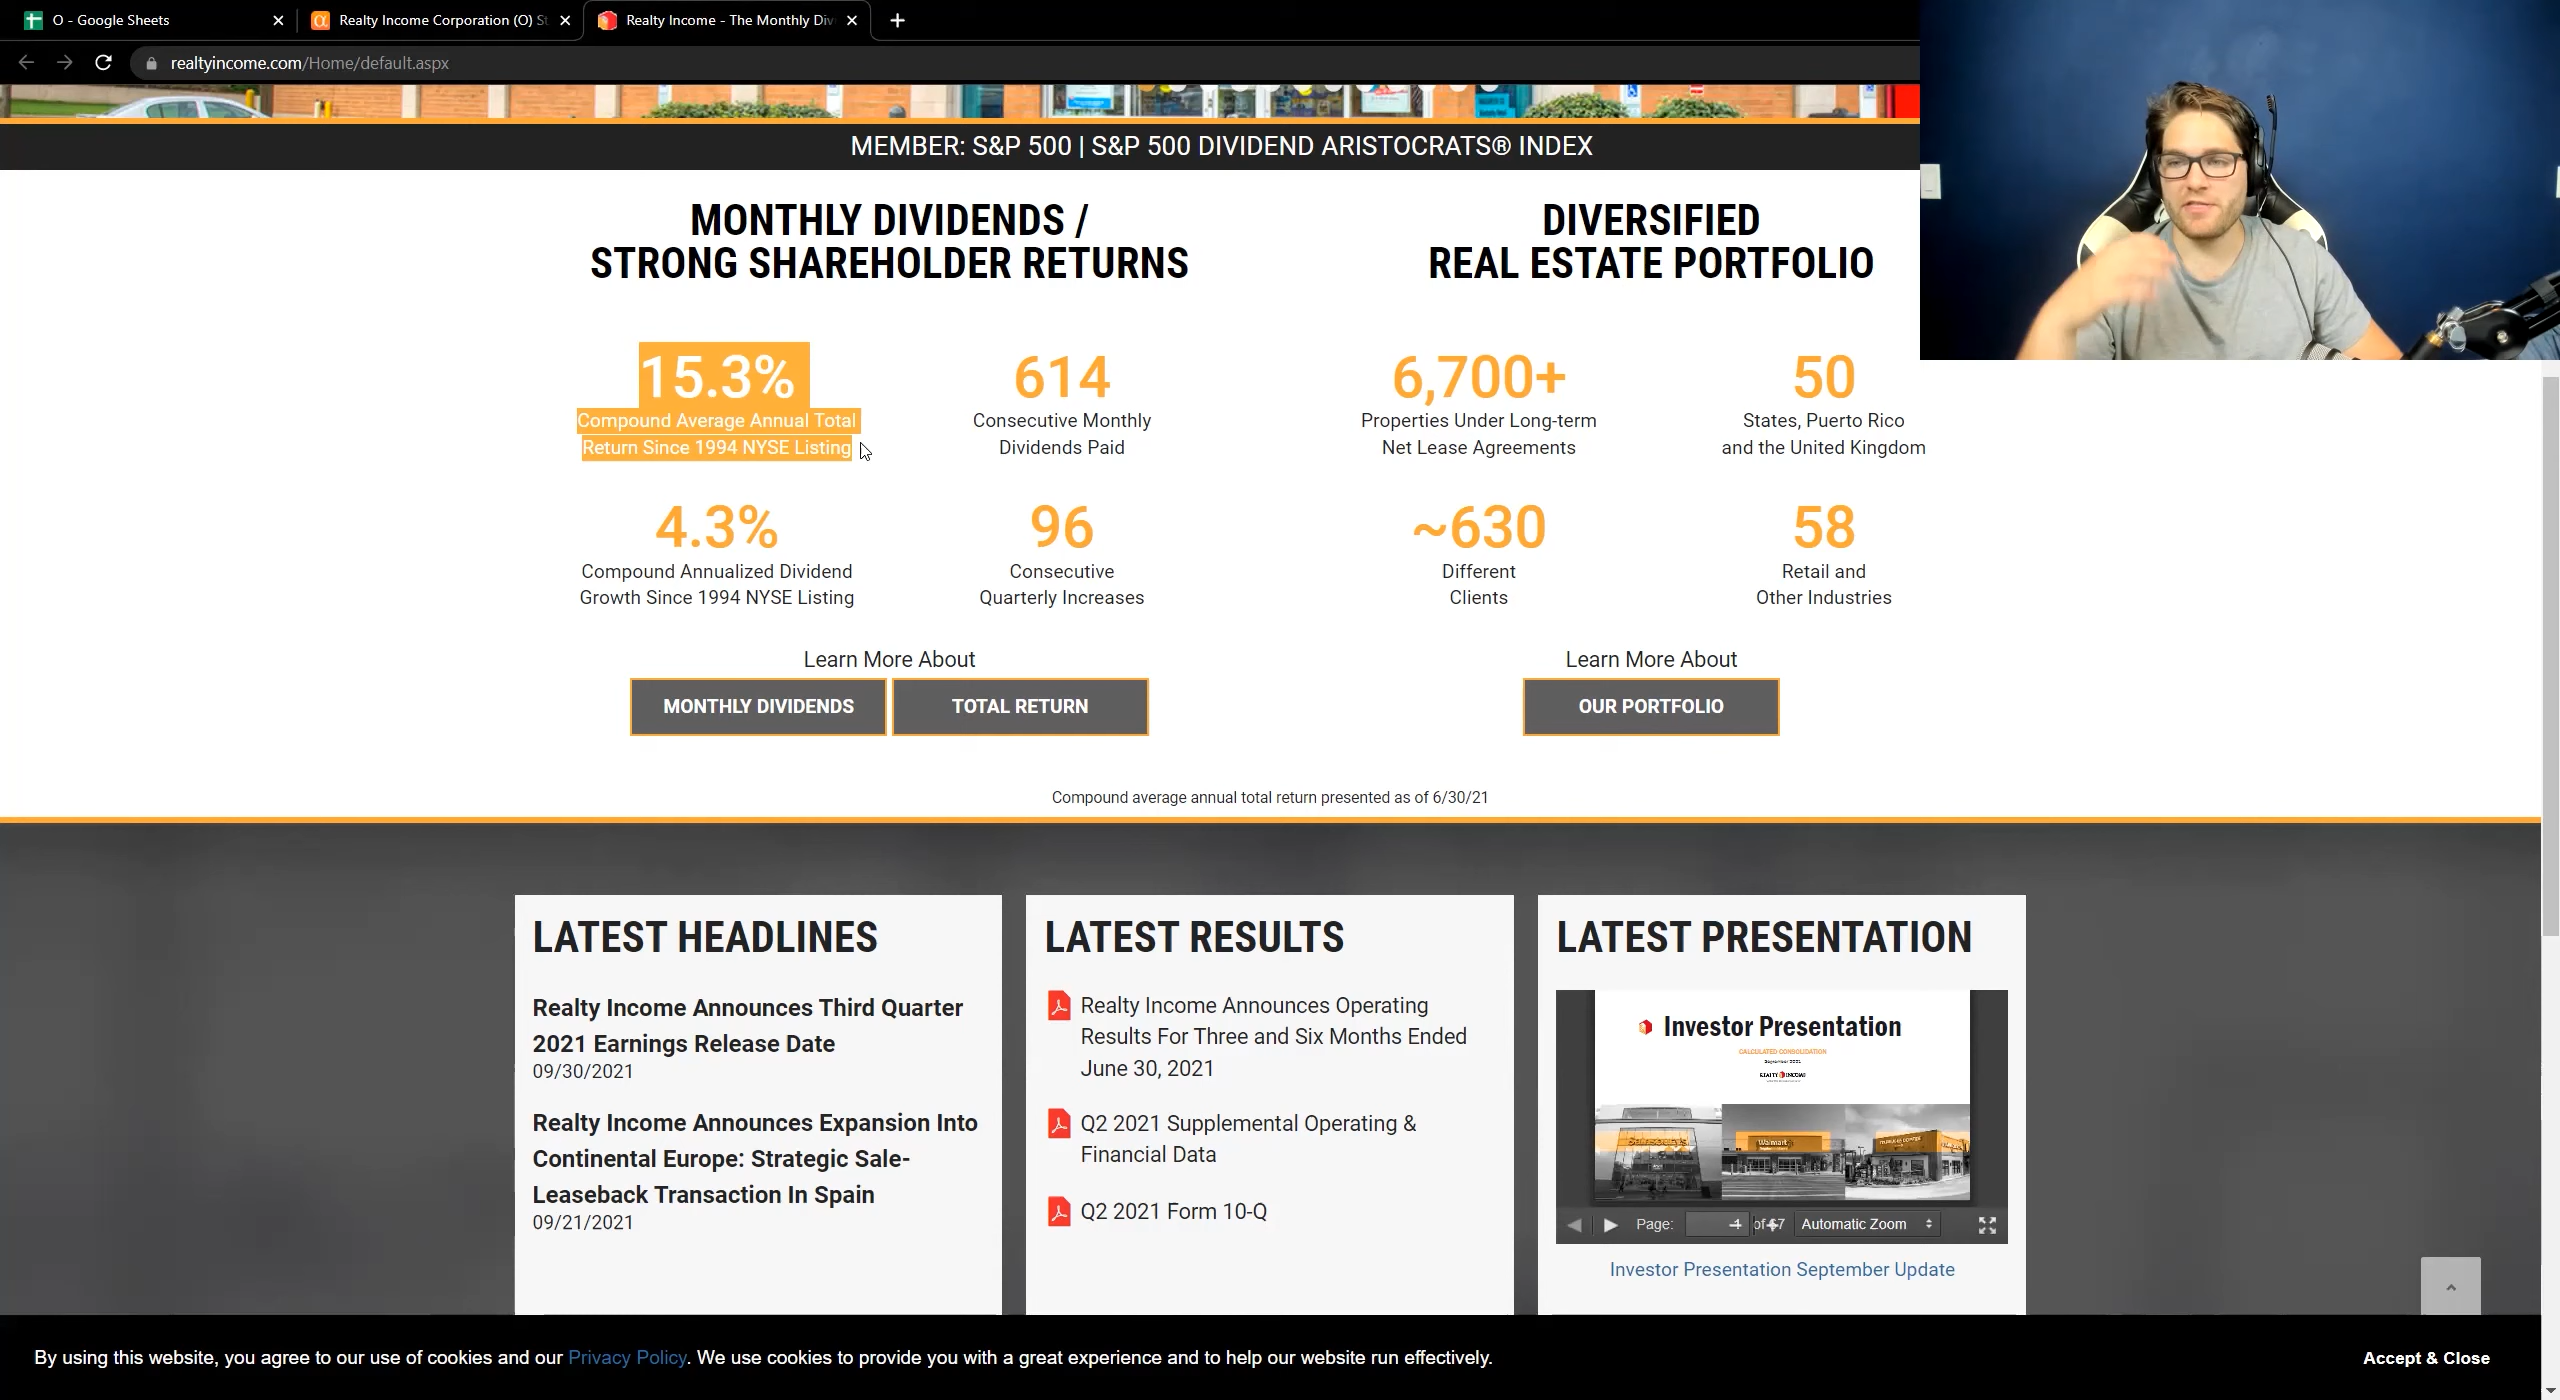 O - Google Sheets
Realty Income Corporation (O) St
Realty Income - The Monthly Div
realtyincome.com/Home/default.aspx
MEMBER: S&P 500 | S&P 500 DIVIDEND ARISTOCRATS® INDEX
MONTHLY DIVIDENDS /
STRONG SHAREHOLDER RETURNS
15.3%
Compound Average Annual Total
Return Since 1994 NYSE Listing
614
Consecutive Monthly
Dividends Paid
4.3%
Compound Annualized Dividend
Growth Since 1994 NYSE Listing
96
Consecutive
Quarterly Increases
Learn More About
MONTHLY DIVIDENDS
TOTAL RETURN
DIVERSIFIED
REAL ESTATE PORTFOLIO
6,700+
Properties Under Long-term
Net Lease Agreements
50
States, Puerto Rico
and the United Kingdom
~630
Different
Clients
58
Retail and
Other Industries
Learn More About
OUR PORTFOLIO
Compound average annual total return presented as of 6/30/21
LATEST HEADLINES
Realty Income Announces Third Quarter
2021 Earnings Release Date
09/30/2021
Realty Income Announces Expansion Into
Continental Europe: Strategic Sale-
Leaseback Transaction In Spain
09/21/2021
LATEST RESULTS
Realty Income Announces Operating
Results For Three and Six Months Ended
June 30, 2021
Q2 2021 Supplemental Operating &
Financial Data
Q2 2021 Form 10-Q
LATEST PRESENTATION
Investor Presentation
CALCULATED CONSOLIDATION
September 2021
REALTY INCOME
Sainsbury's
Walmart
Page:
of
Automatic Zoom
Investor Presentation September Update
By using this website, you agree to our use of cookies and our Privacy Policy. We use cookies to provide you with a great experience and to help our website run effectively.
Accept & Close